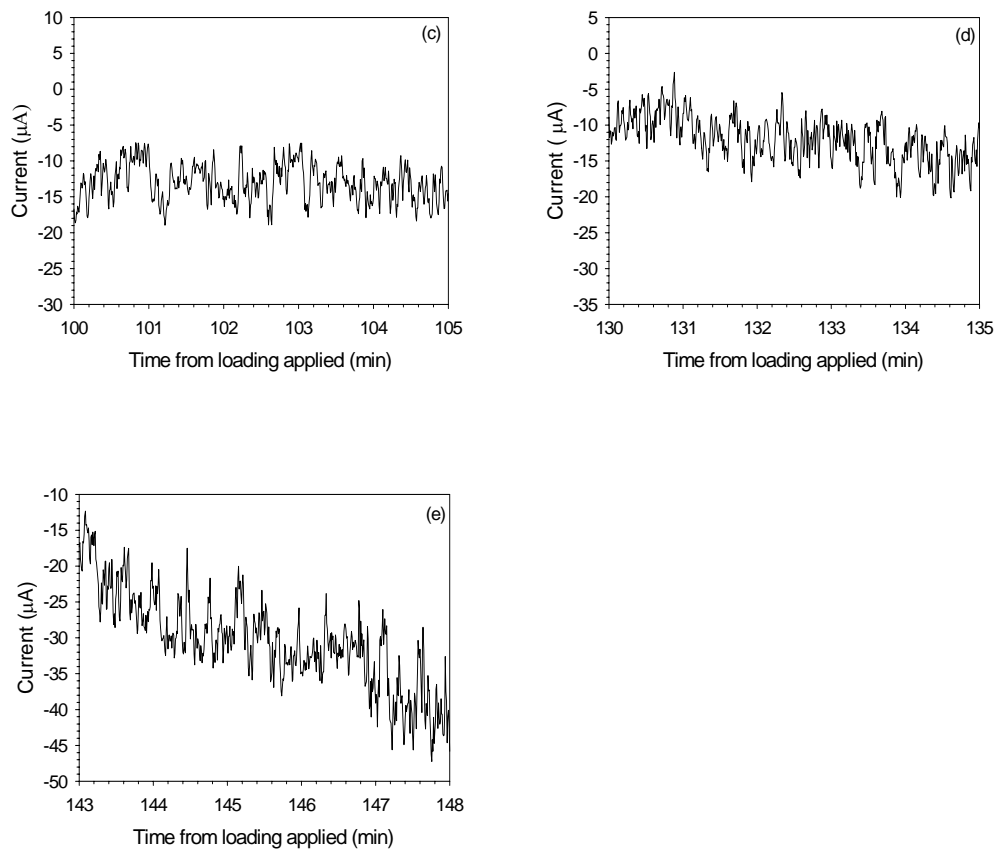 (c)
10
5
0
-5
-10
-15
-20
-25
-30
Current (μA)
100 101 102 103 104 105
Time from loading applied (min)
(d)
5
0
-5
-10
-15
-20
-25
-30
-35
Current ( μA)
130 131 132 133 134 135
Time from loading applied (min)
(e)
-10
-15
-20
-25
-30
-35
-40
-45
-50
Current (μA)
143 144 145 146 147 148
Time from loading applied (min)